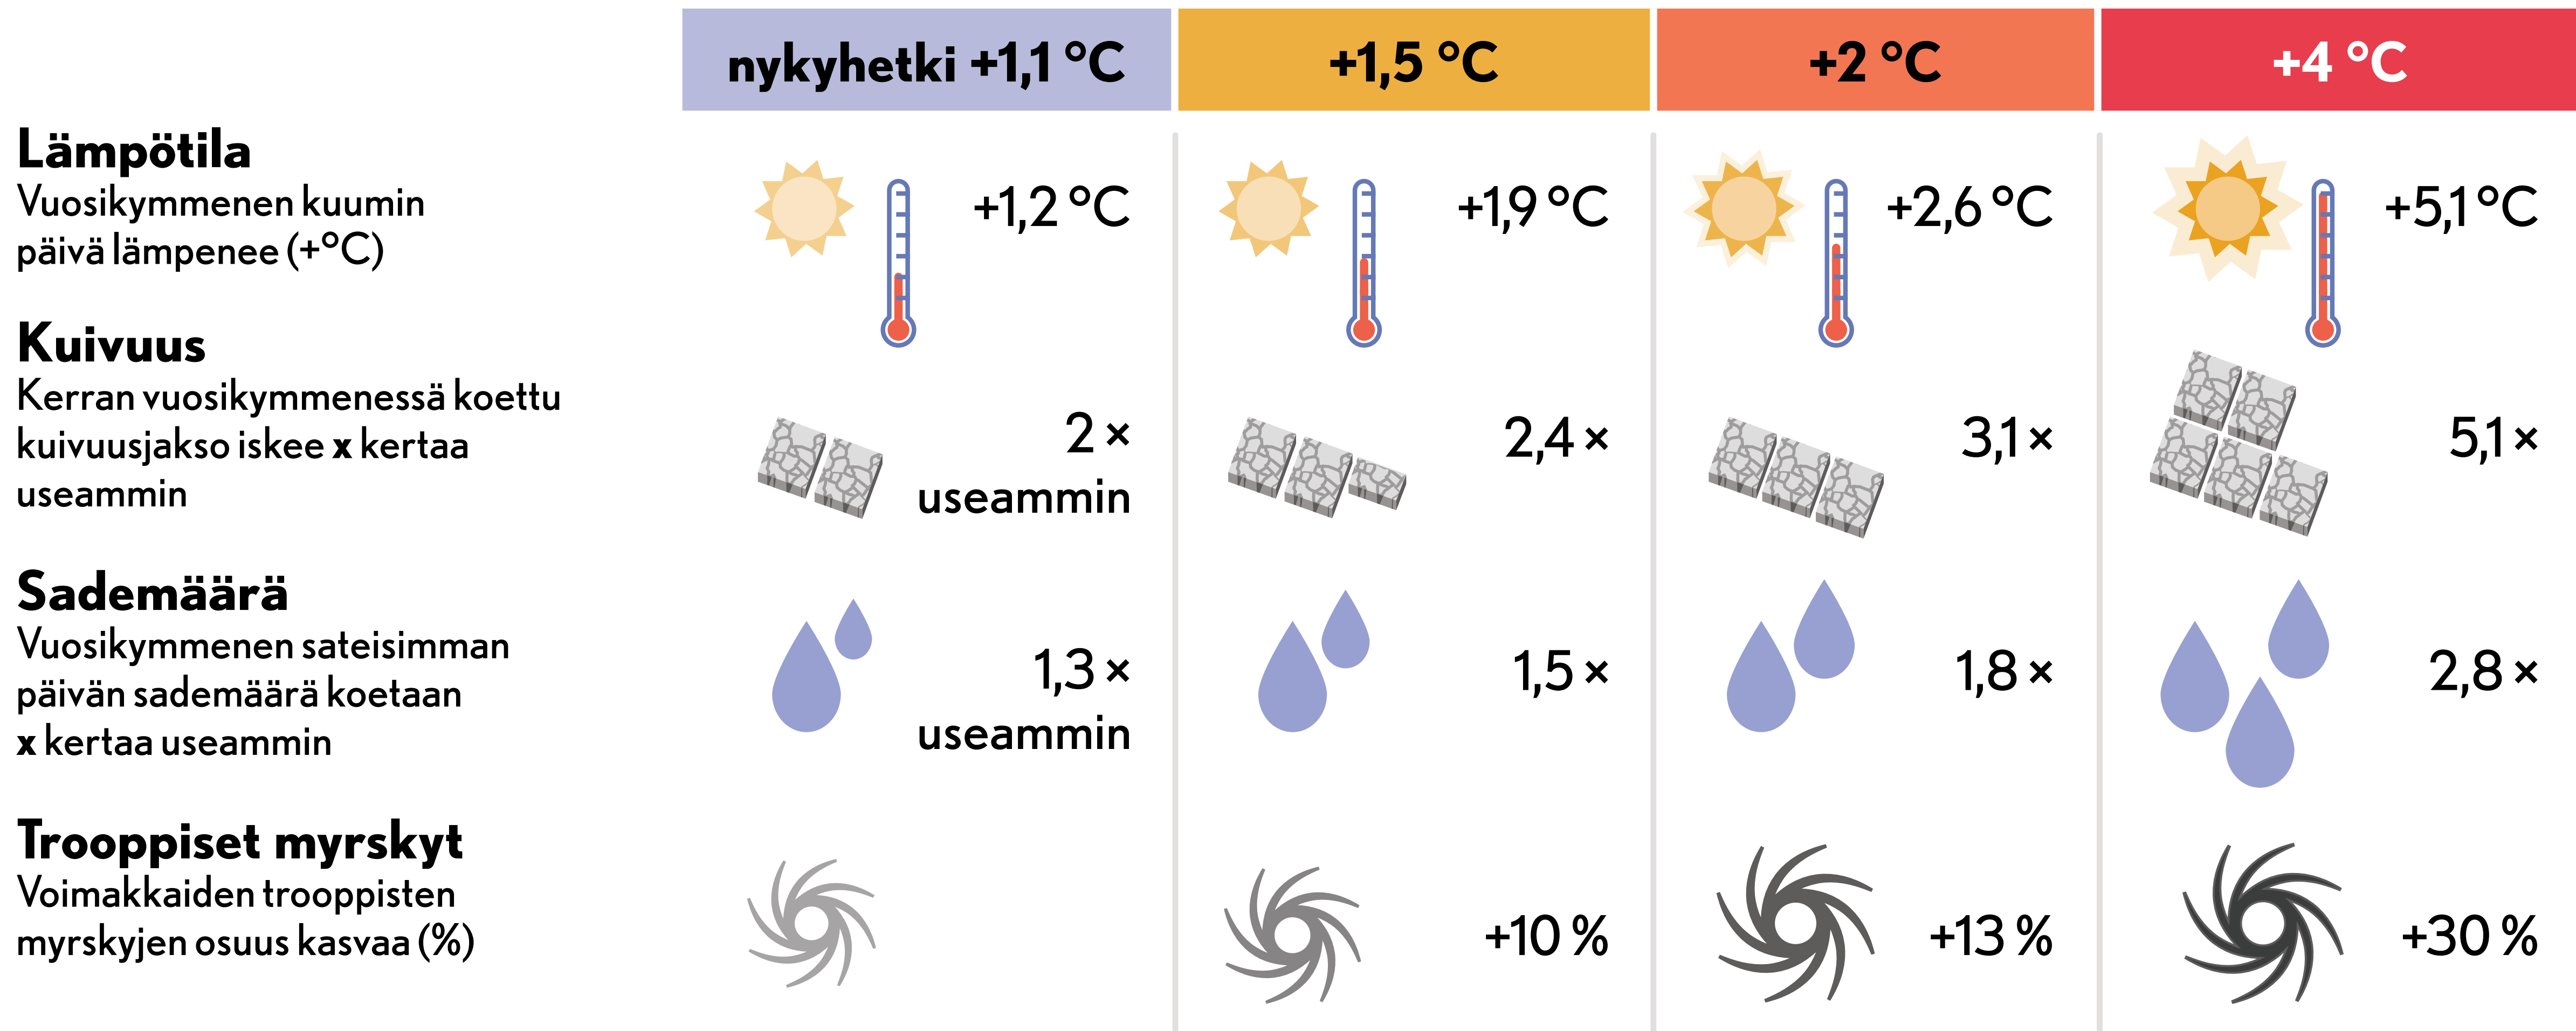 nykyhetki +1,1 °C
+1,5 °C
+2 °C
+4 °C
Lämpötila
Vuosikymmenen kuumin
päivä lämpenee (+°C)
+1,2 °C
+1,9 °C
+2,6 °C
+5,1 °C
Kuivuus
Kerran vuosikymmenessä koettu
kuivuusjakso iskee x kertaa
useammin
2 ×
useammin
2,4 ×
3,1 ×
5,1 ×
Sademäärä
Vuosikymmenen sateisimman
päivän sademäärä koetaan
x kertaa useammin
1,3 ×
useammin
1,5 ×
1,8 ×
2,8 ×
Trooppiset myrskyt
Voimakkaiden trooppisten
myrskyjen osuus kasvaa (%)
+10 %
+13 %
+30 %